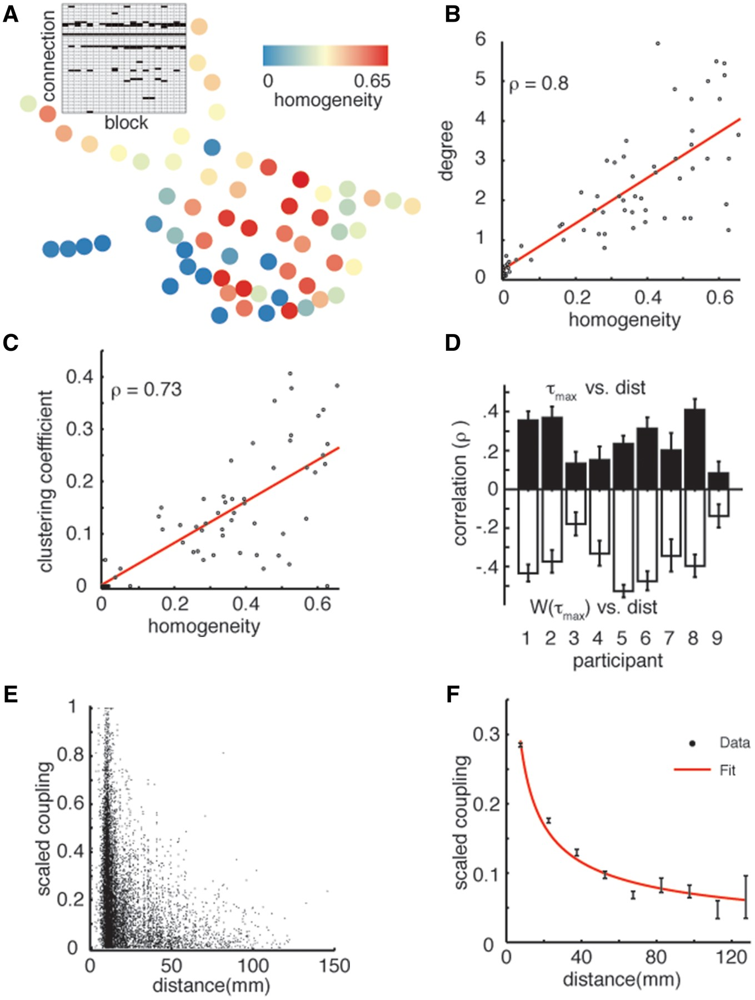 A
connection
block
0
0.65
homogeneity
B
6
5
4
3
2
1
0
ρ = 0.8
degree
0
0.2
0.4
0.6
homogeneity
C
0.4
0.3
0.2
0.1
0
ρ = 0.73
clustering coeffficient
0
0.2
0.4
0.6
homogeneity
D
τmax vs. dist
.4
.2
0
-.2
-.4
correlation (ρ )
W(τmax) vs. dist
1 2 3 4 5 6 7 8 9
participant
E
1
0.8
0.6
0.4
0.2
0
scaled coupling
0
50
100
150
distance(mm)
F
0.3
0.2
0.1
0
scaled coupling
Data
Fit
0
40
80
120
distance(mm)